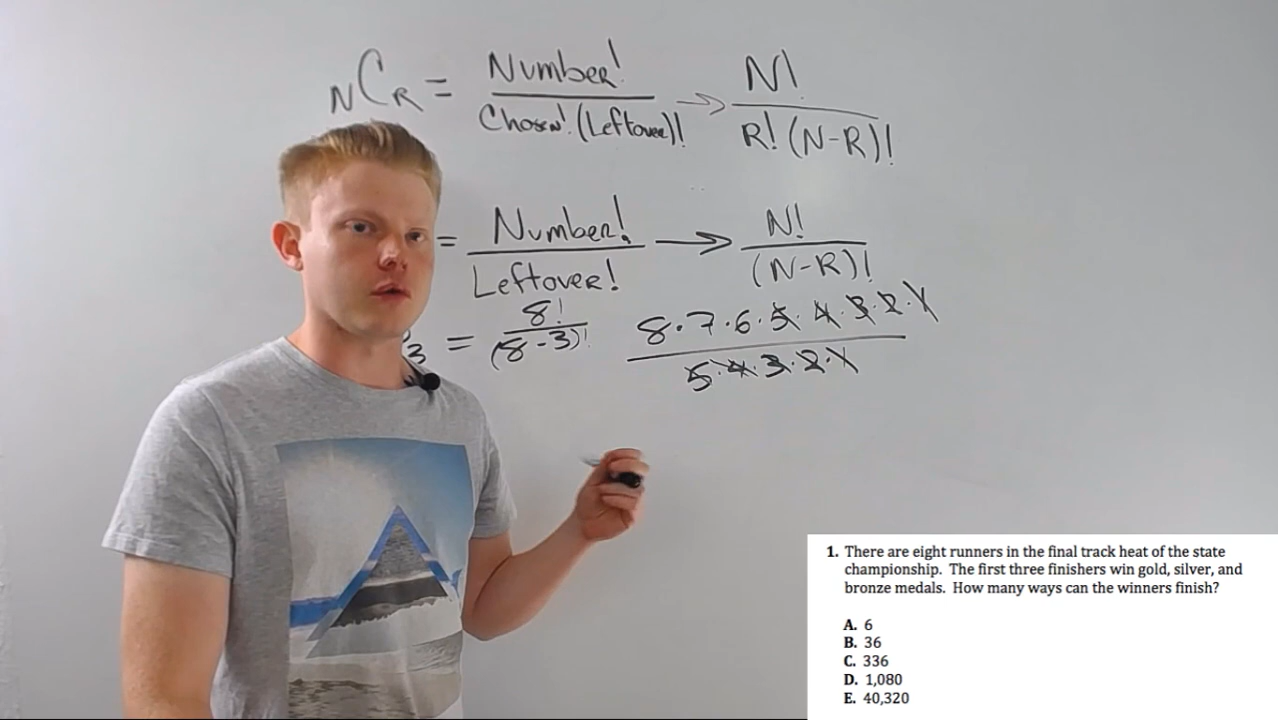 NCR = Number! / Chosen! (Leftover)! → N! / R! (N-R)!
= Number! / Leftover! → N! / (N-R)!
3 = 8! / (8-3)! 8·7·6·5·4·3·2·1 / 5·4·3·2·1
1. There are eight runners in the final track heat of the state
championship. The first three finishers win gold, silver, and
bronze medals. How many ways can the winners finish?
A. 6
B. 36
C. 336
D. 1,080
E. 40,320